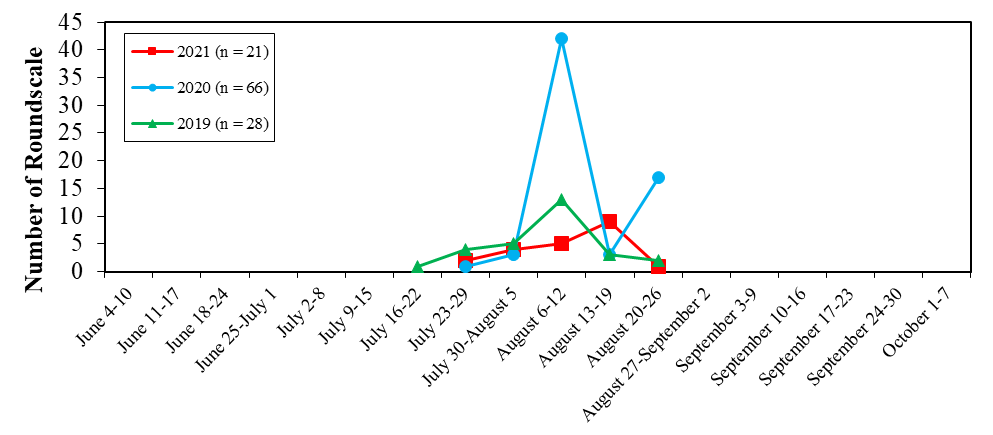 Number of Roundscale
45
40
35
30
25
20
15
10
5
0
2021 (n = 21)
2020 (n = 66)
2019 (n = 28)
June 4-10
June 11-17
June 18-24
June 25-July 1
July 2-8
July 9-15
July 16-22
July 23-29
July 30-August 5
August 6-12
August 13-19
August 20-26
August 27-September 2
September 3-9
September 10-16
September 17-23
September 24-30
October 1-7